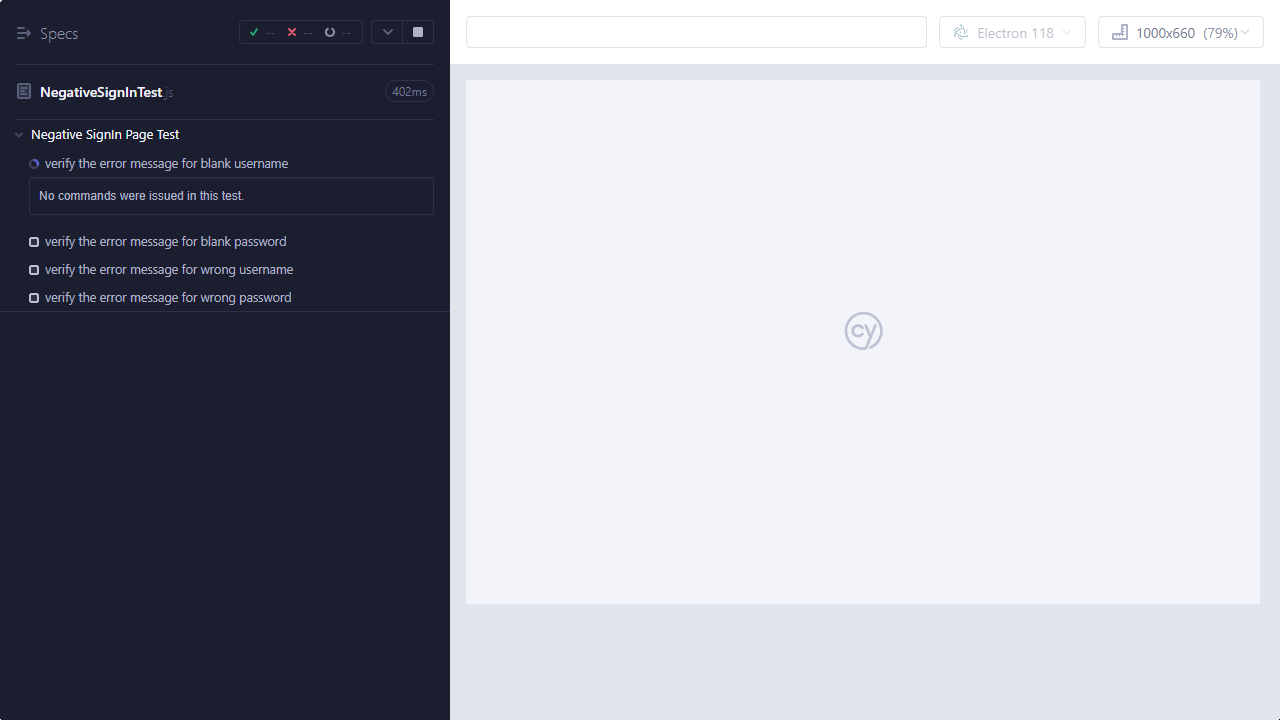 Specs
-- -- --
NegativeSignInTest.js
402ms
Negative SignIn Page Test
verify the error message for blank username
No commands were issued in this test.
verify the error message for blank password
verify the error message for wrong username
verify the error message for wrong password
Electron 118
1000x660 (79%)
cy